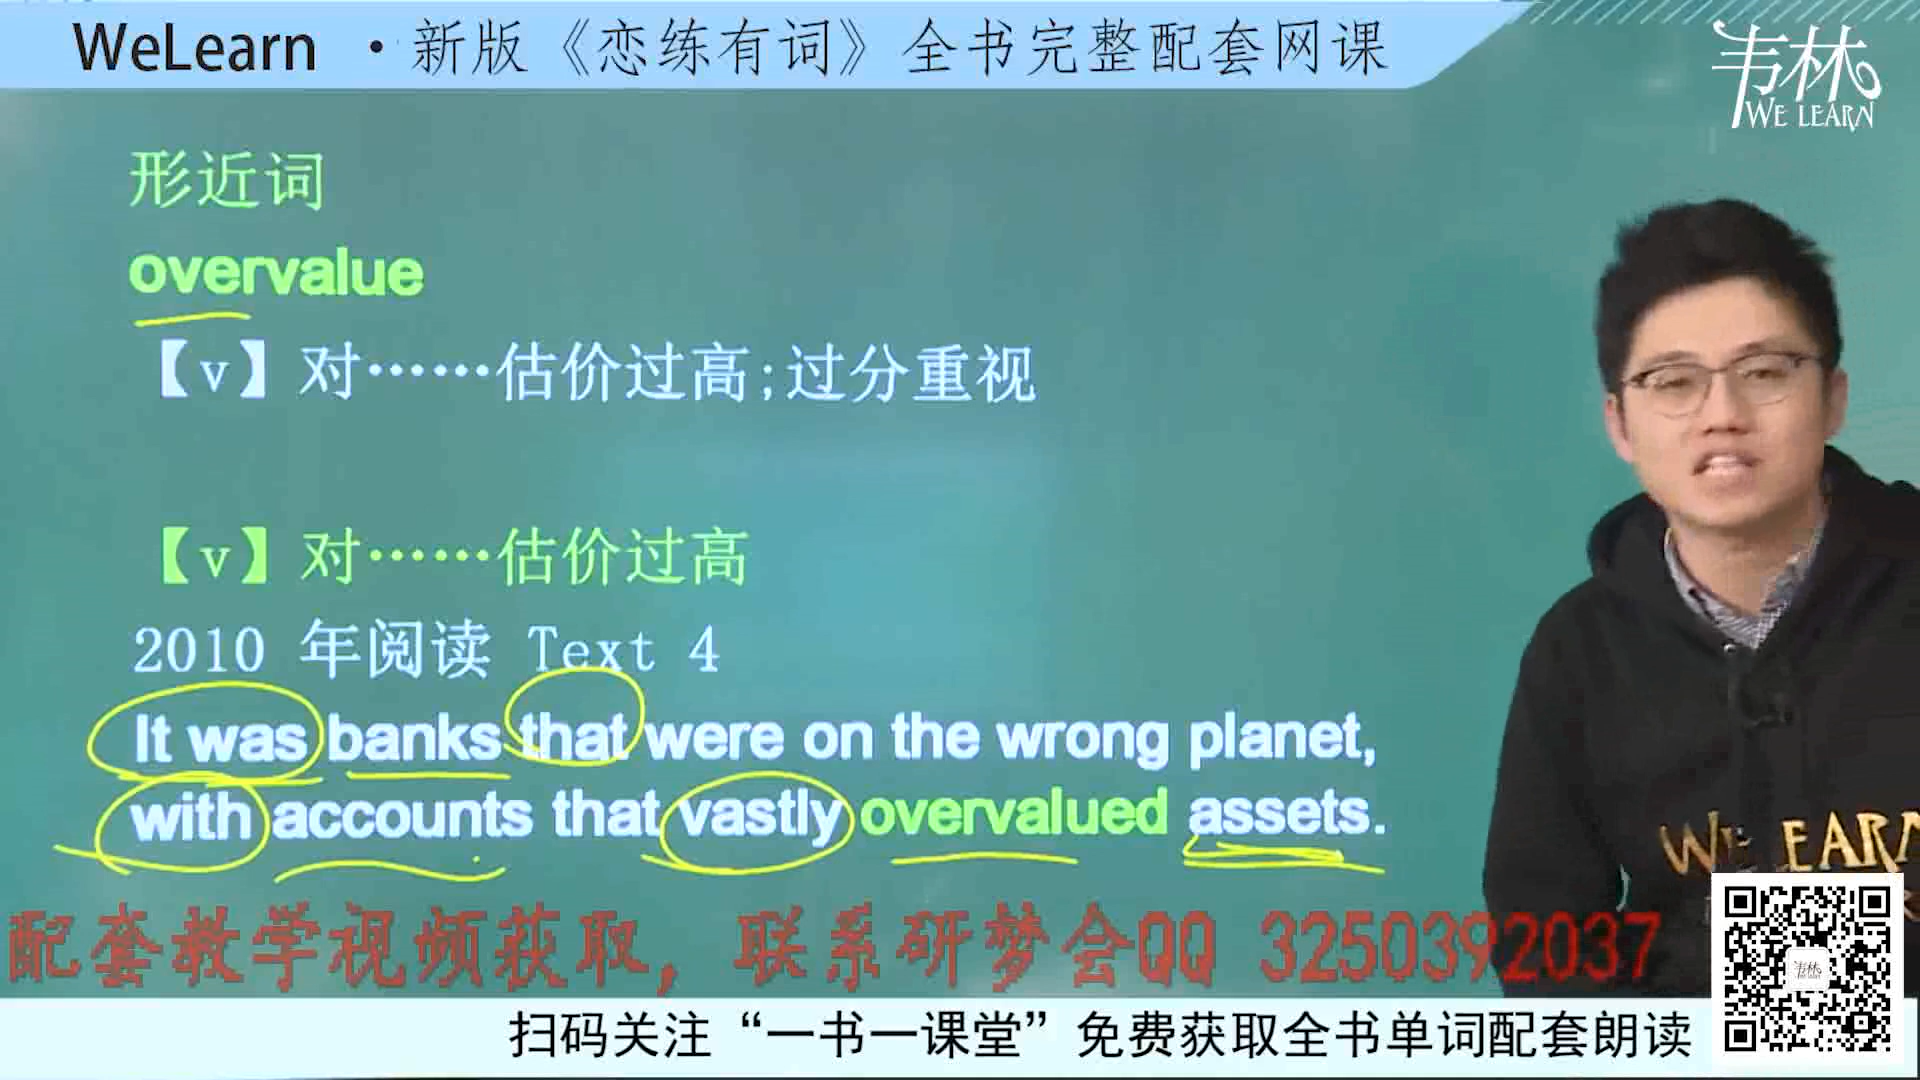 WeLearn ·新版《恋练有词》全书完整配套网课
韦林
WE LEARN
形近词
overvalue
【v】对……估价过高;过分重视
【v】对……估价过高
2010 年阅读 Text 4
It was banks that were on the wrong planet,
with accounts that vastly overvalued assets.
WE LEARN
配套教学视频获取，联系研梦会QQ 3250392037
韦林
扫码关注“一书一课堂”免费获取全书单词配套朗读